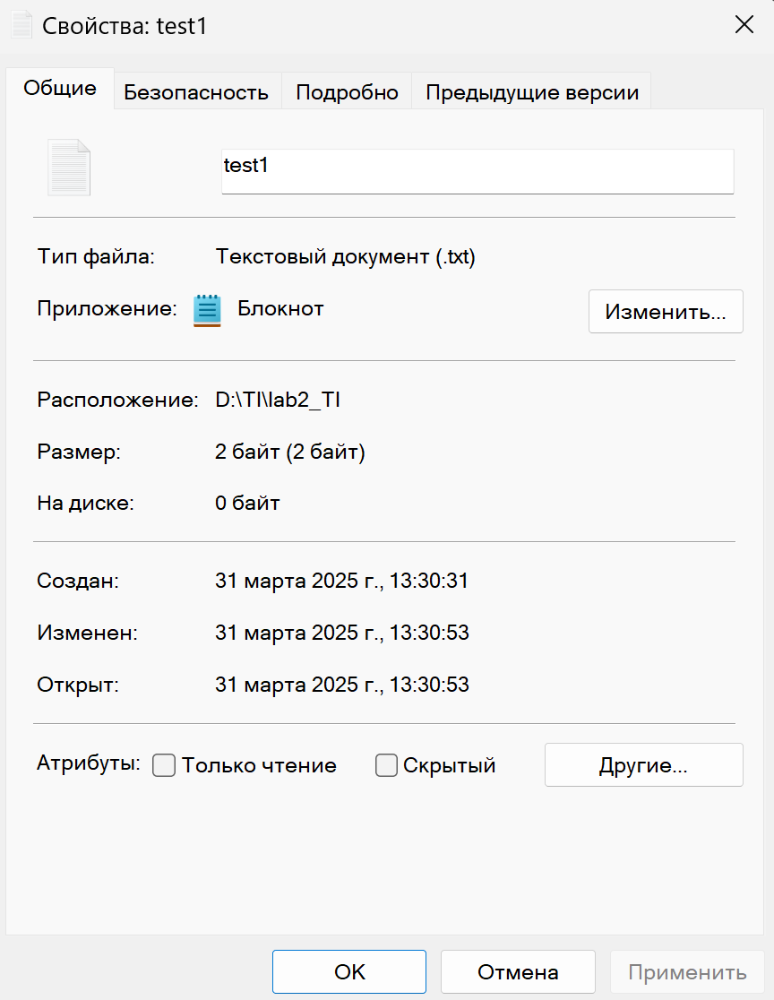 Свойства: test1
Общие Безопасность Подробно Предыдущие версии
test1
Тип файла: Текстовый документ (.txt)
Приложение: Блокнот Изменить...
Расположение: D:\TI\lab2_TI
Размер: 2 байт (2 байт)
На диске: 0 байт
Создан: 31 марта 2025 г., 13:30:31
Изменен: 31 марта 2025 г., 13:30:53
Открыт: 31 марта 2025 г., 13:30:53
Атрибуты: Только чтение Скрытый Другие...
OK Отмена Применить